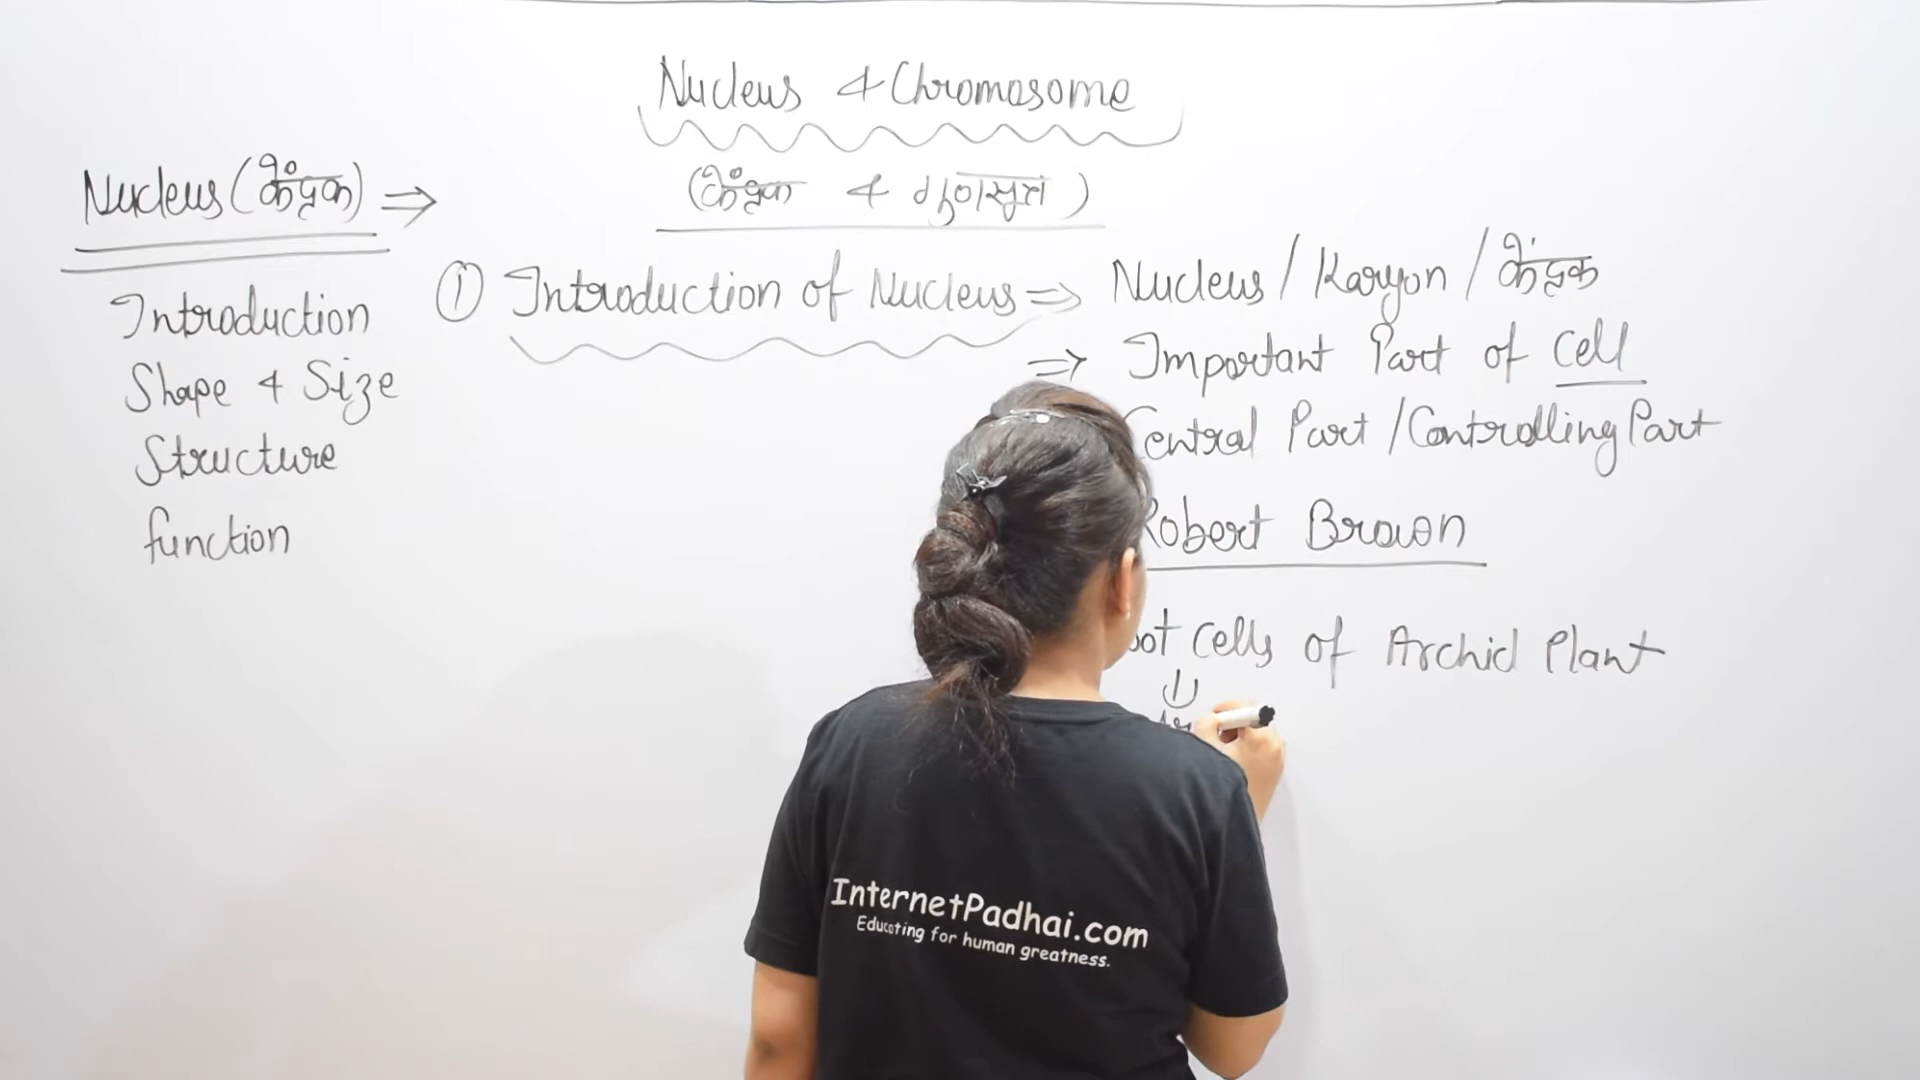 Nucleus & Chromosome
(केंद्रक & गुणसूत्र)
Nucleus (केंद्रक) ⇒
Introduction
Shape & Size
Structure
function
① Introduction of Nucleus ⇒ Nucleus / Karyon / केंद्रक
⇒ Important Part of Cell
Central Part / Controlling Part
Robert Brown
Cells of Archid Plant
InternetPadhai.com
Educating for human greatness.